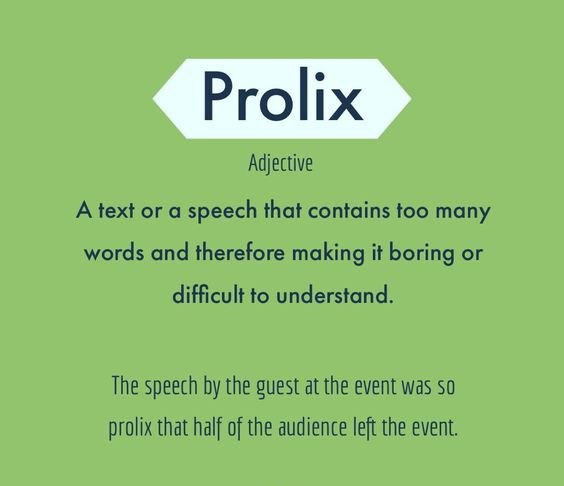 Prolix
Adjective
A text or a speech that contains too many
words and therefore making it boring or
difficult to understand.
The speech by the guest at the event was so
prolix that half of the audience left the event.